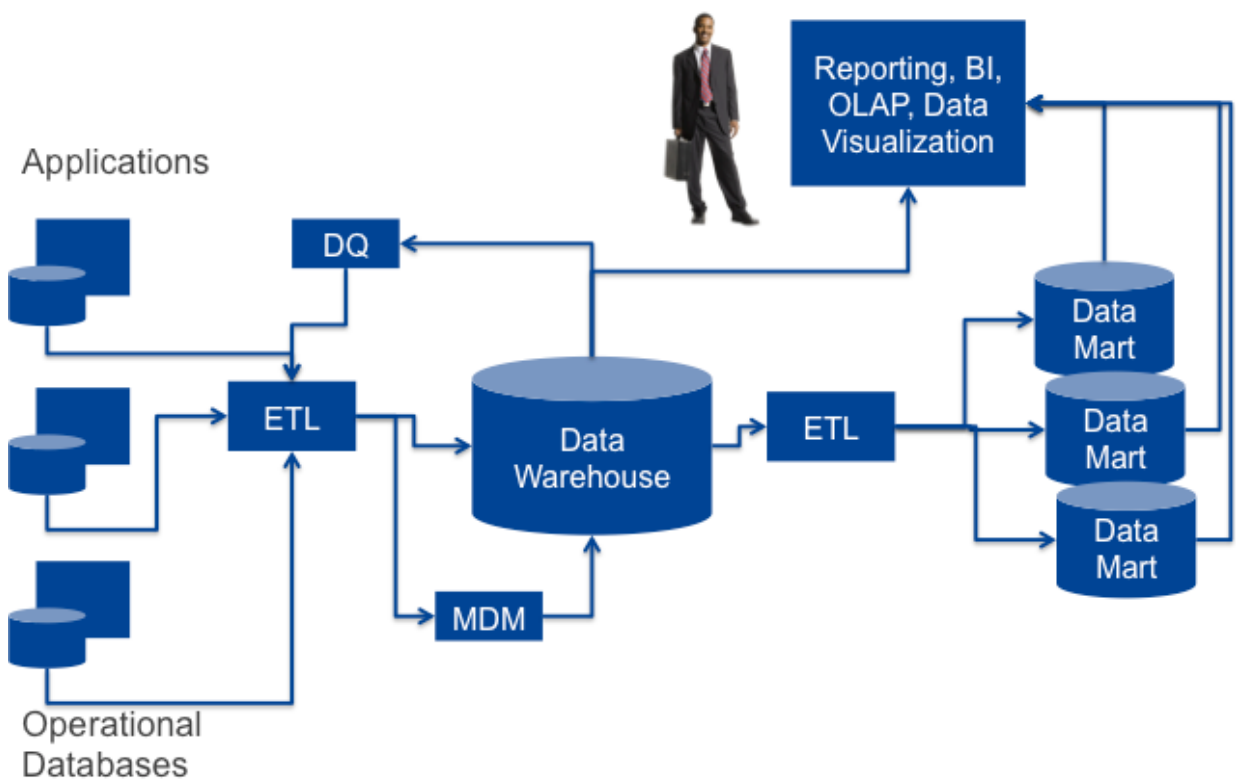 Reporting, BI,
OLAP, Data
Visualization
Applications
DQ
Data
Mart
ETL
Data
Warehouse
ETL
Data
Mart
Data
Mart
MDM
Operational
Databases